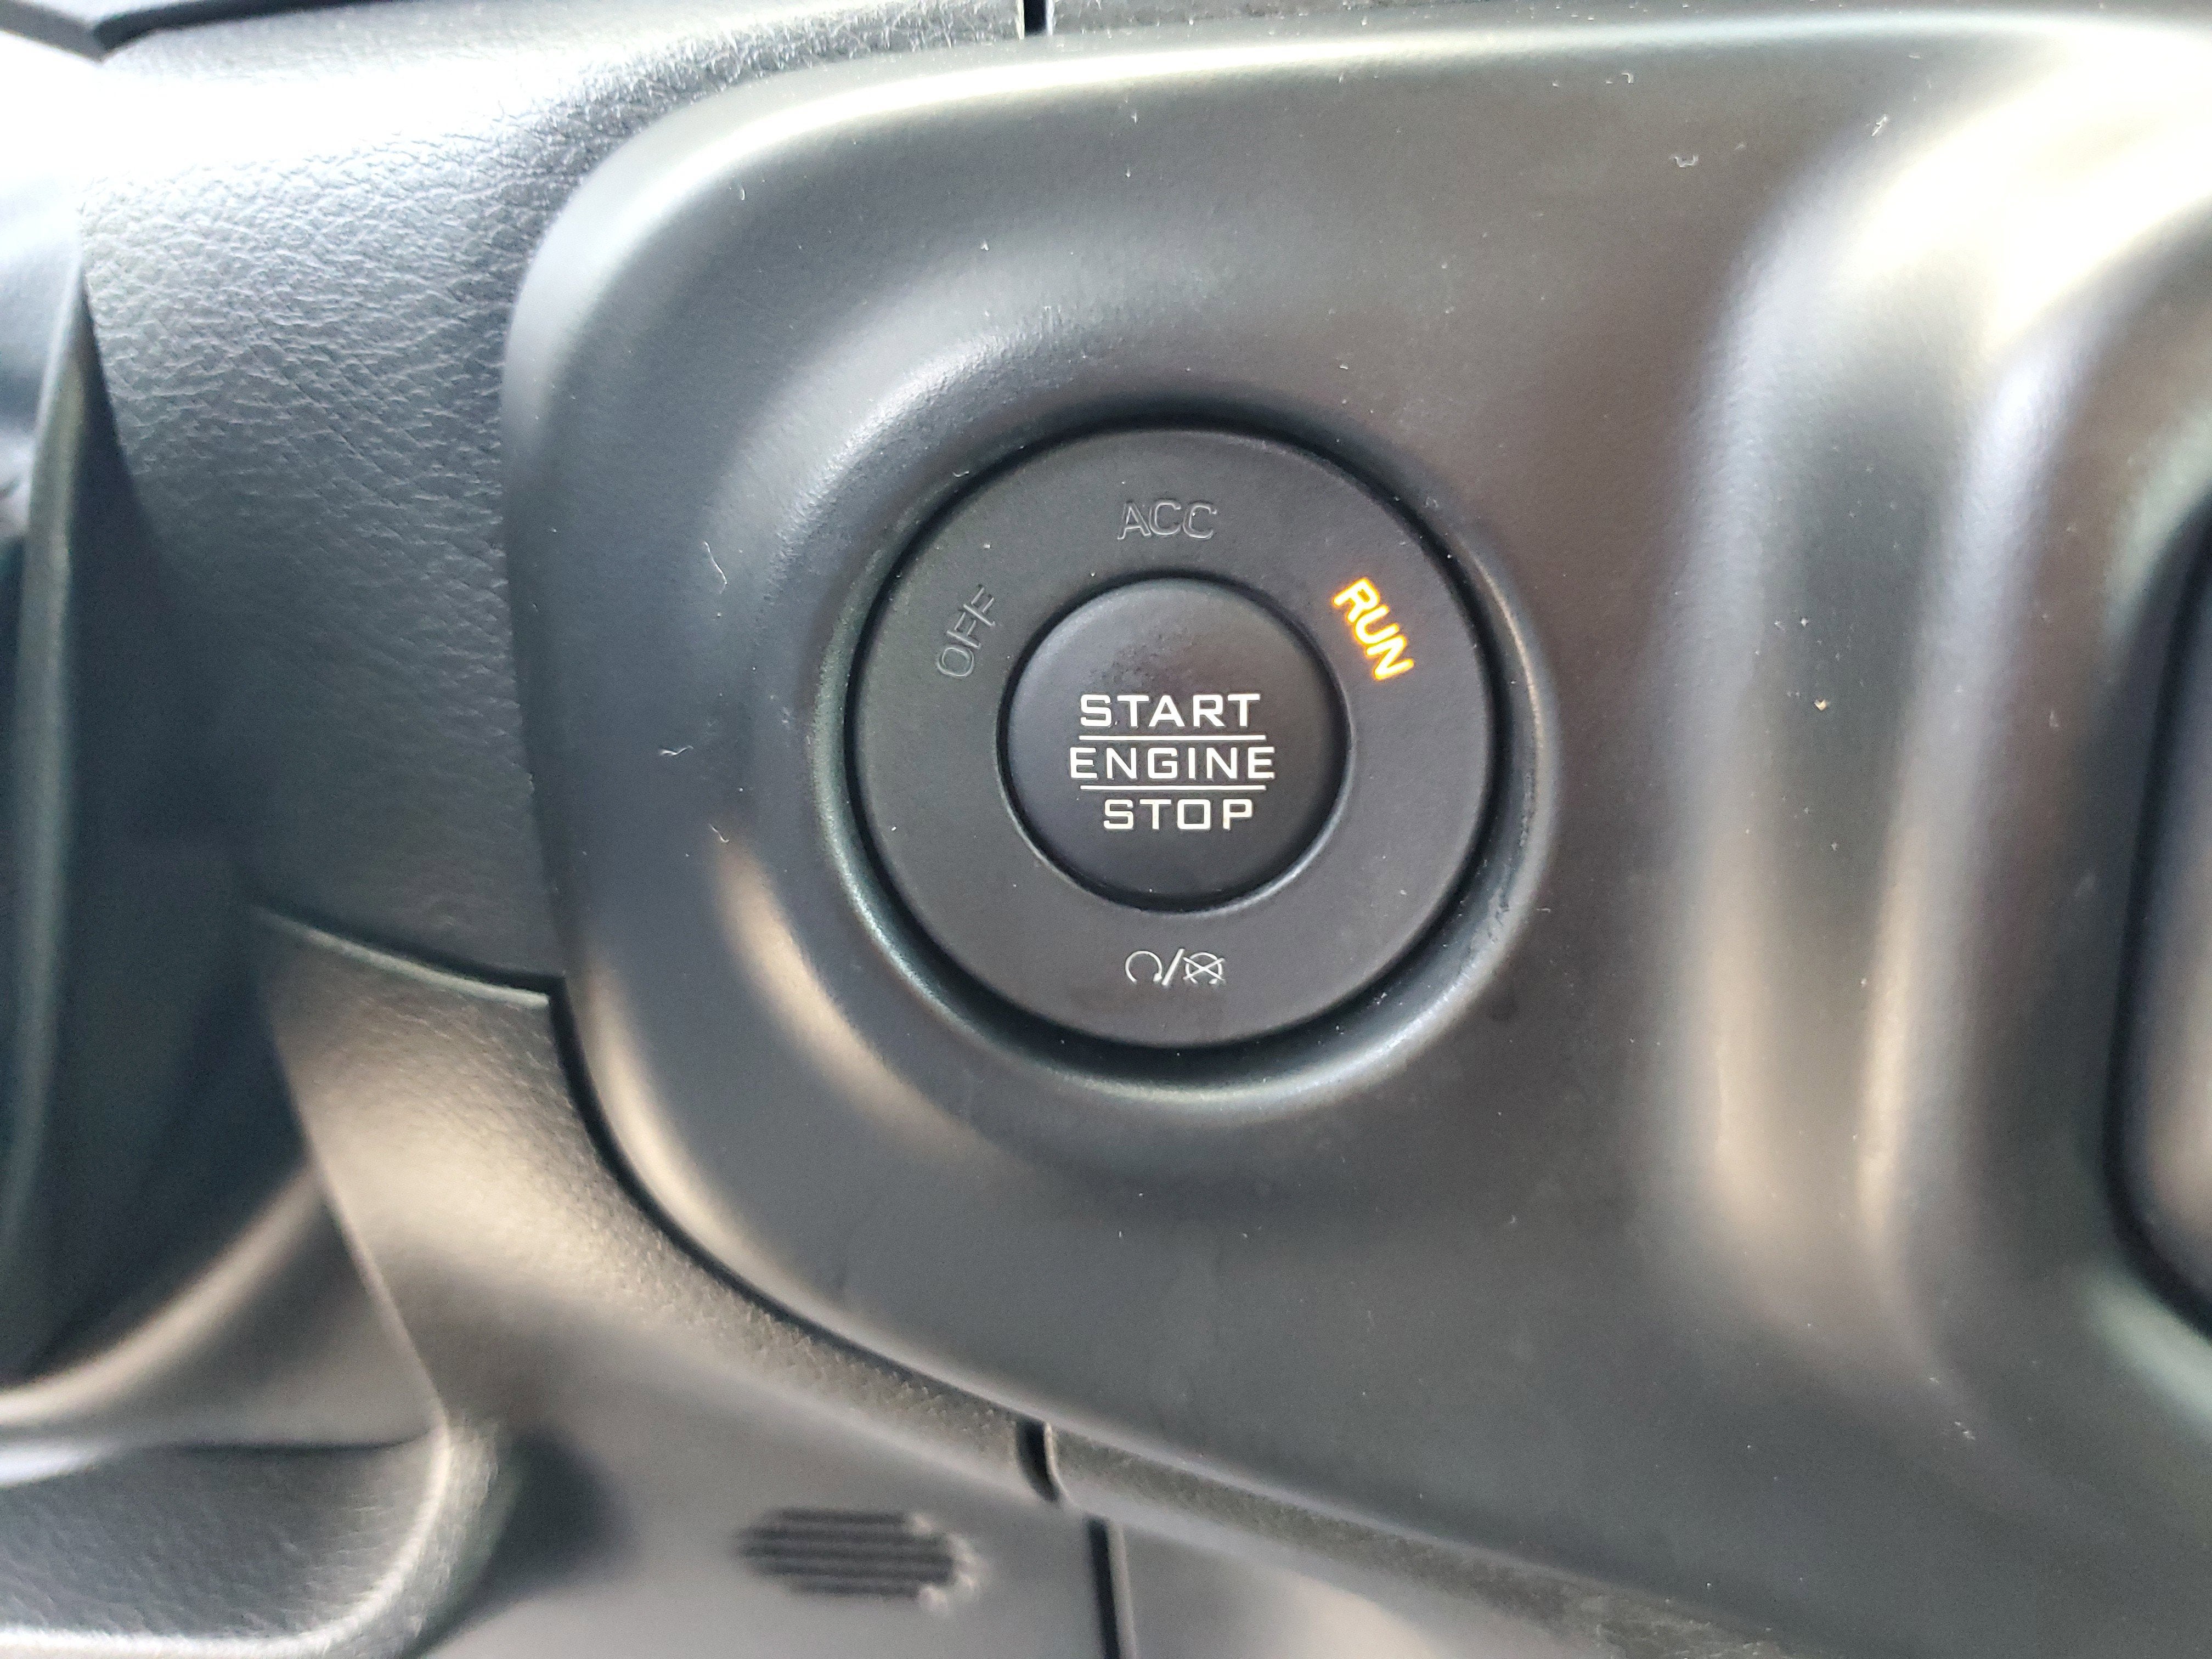 ACC
OFF
RUN
START
ENGINE
STOP